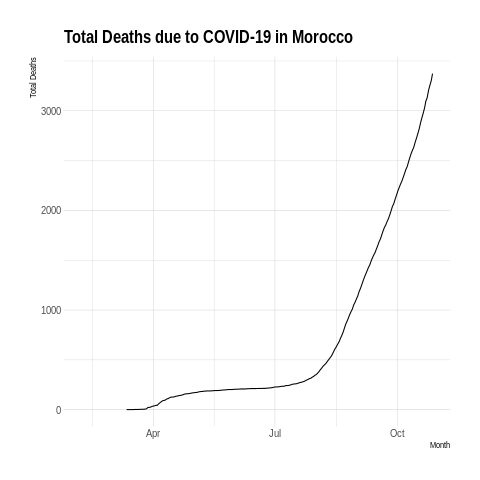 Total Deaths due to COVID-19 in Morocco
Total Deaths
3000
2000
1000
0
Apr
Jul
Oct
Month